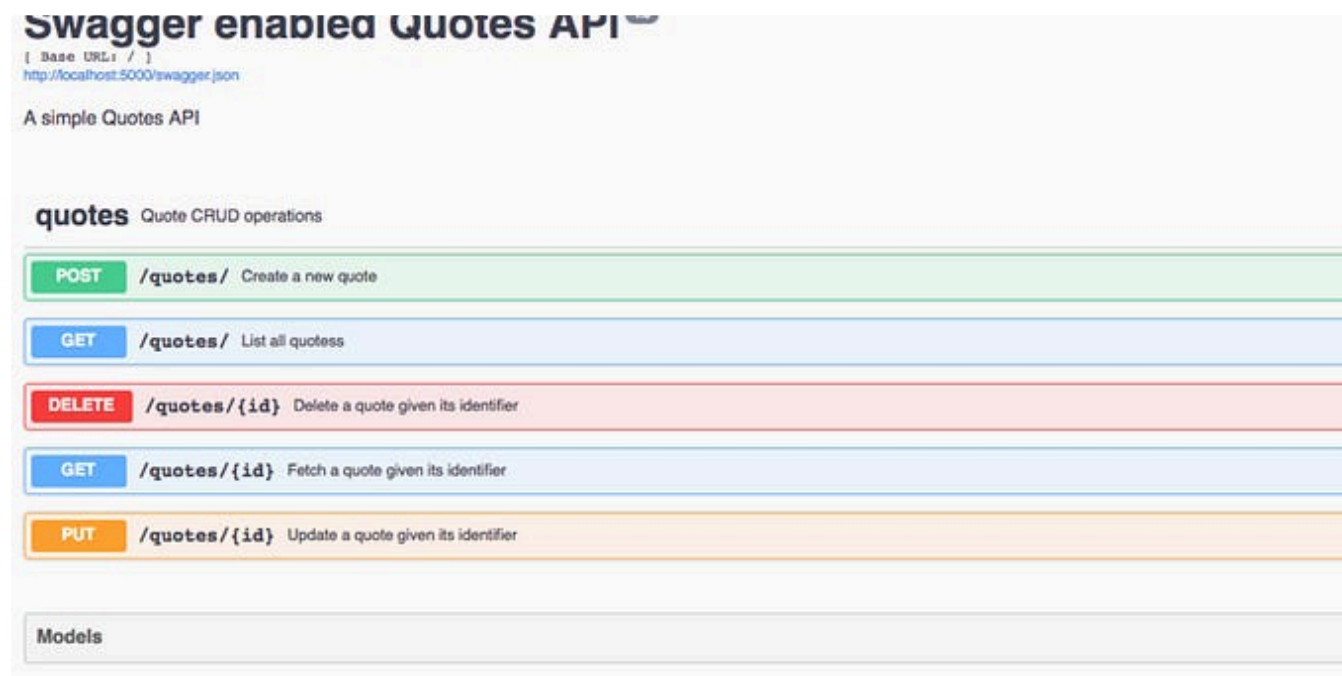 Swagger enabled Quotes API
[ Base URL: / ]
http://localhost:5000/swagger.json
A simple Quotes API
quotes Quote CRUD operations
POST /quotes/ Create a new quote
GET /quotes/ List all quotess
DELETE /quotes/{id} Delete a quote given its identifier
GET /quotes/{id} Fetch a quote given its identifier
PUT /quotes/{id} Update a quote given its identifier
Models